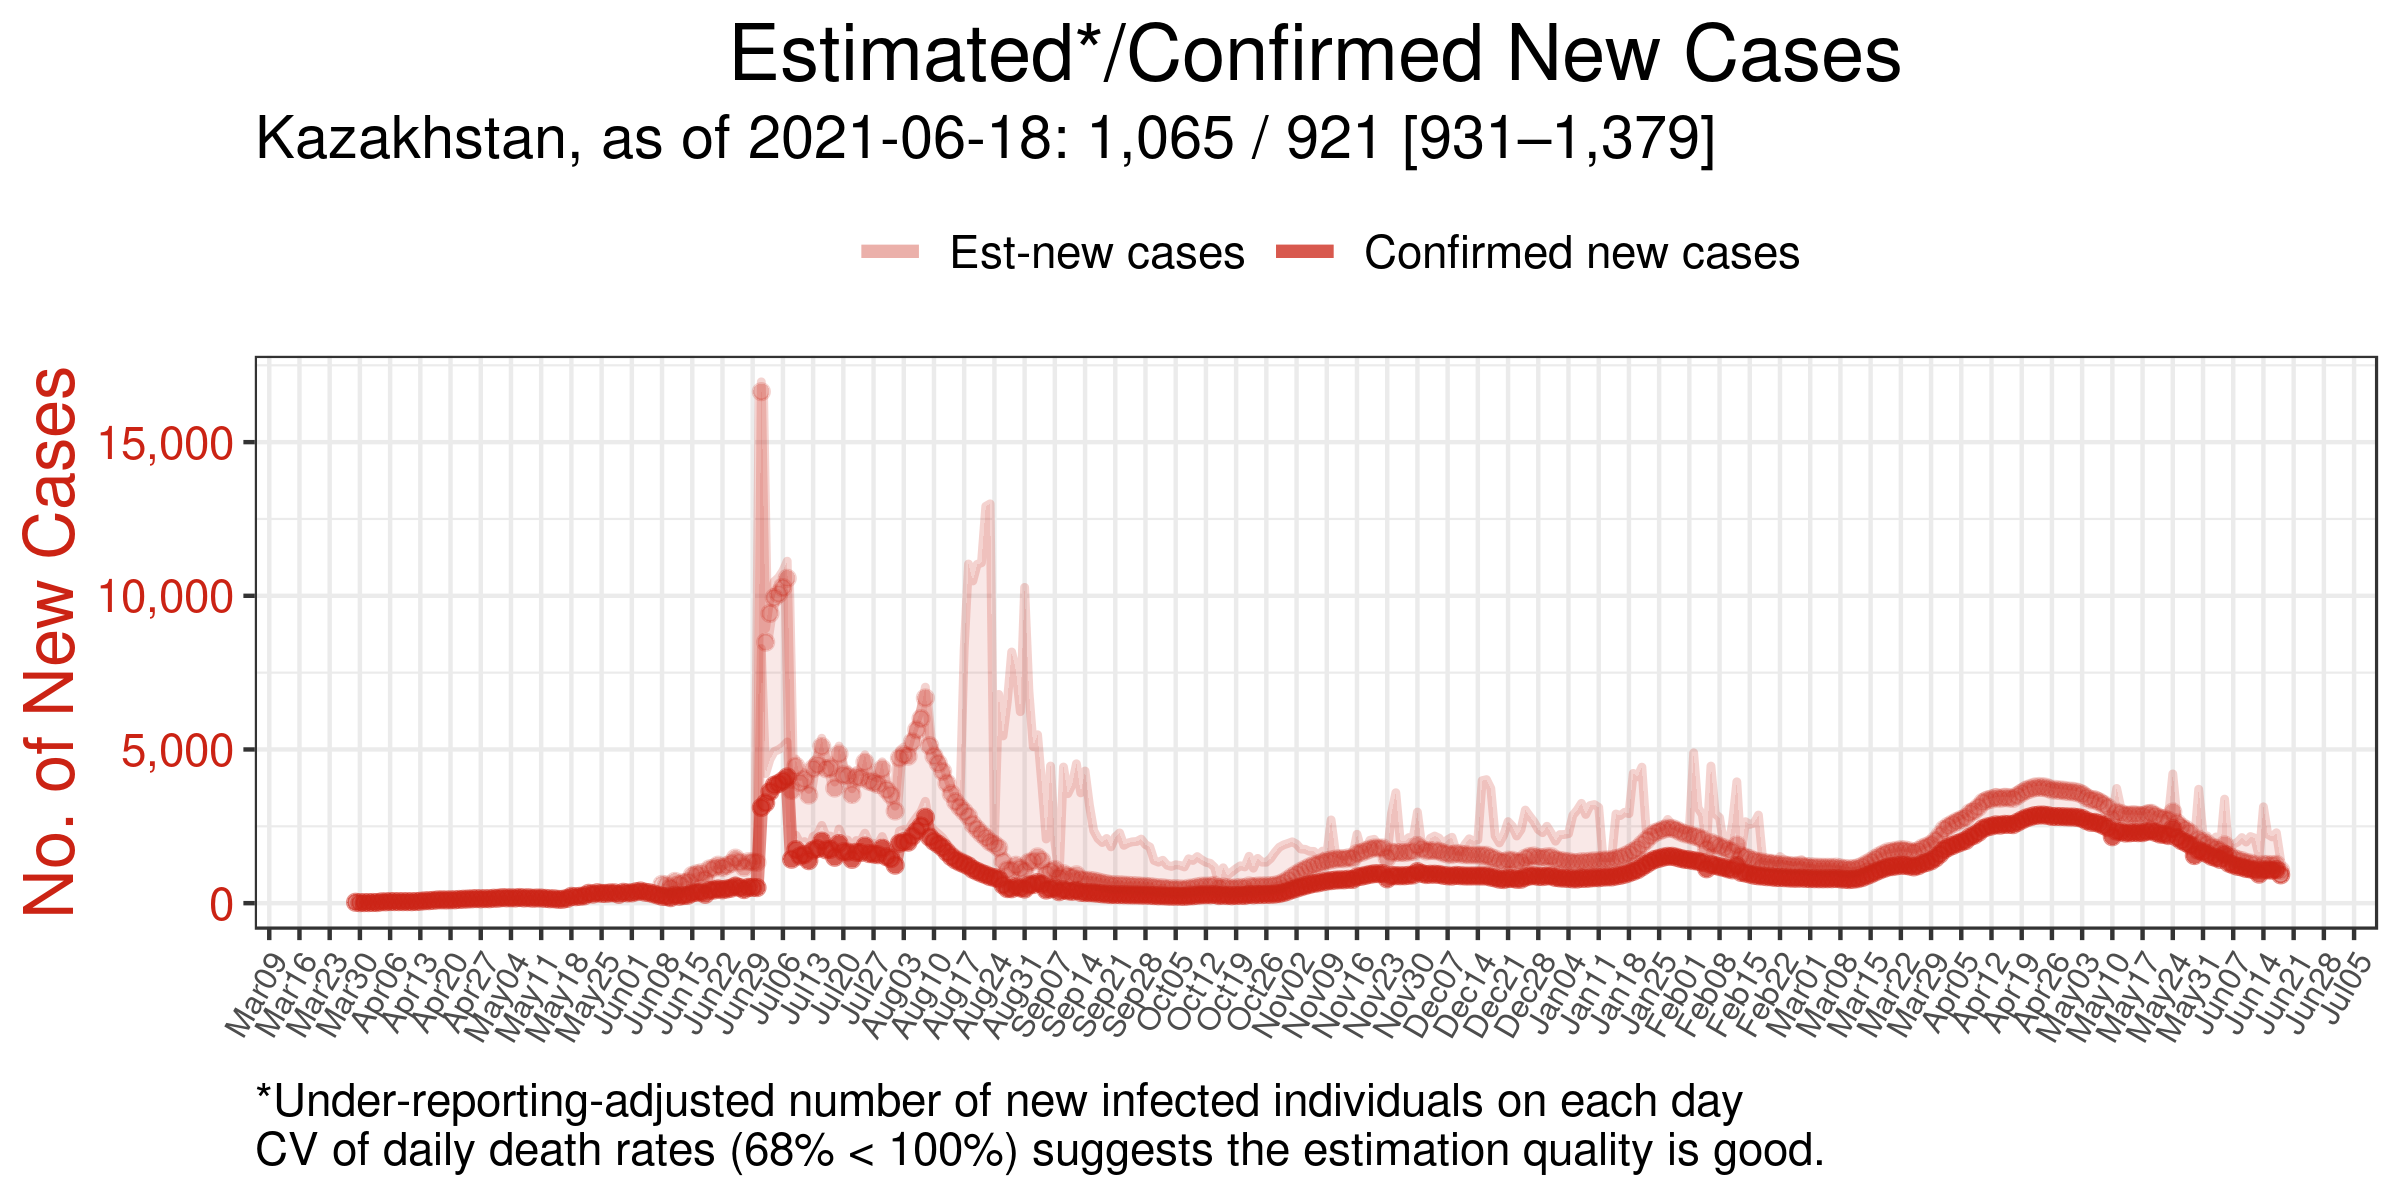 Estimated*/Confirmed New Cases
Kazakhstan, as of 2021-06-18: 1,065 / 921 [931–1,379]
Est-new cases
Confirmed new cases
No. of New Cases
15,000
10,000
5,000
0
Mar09
Mar16
Mar23
Mar30
Apr06
Apr13
Apr20
Apr27
May04
May11
May18
May25
Jun01
Jun08
Jun15
Jun22
Jun29
Jul06
Jul13
Jul20
Jul27
Aug03
Aug10
Aug17
Aug24
Aug31
Sep07
Sep14
Sep21
Sep28
Oct05
Oct12
Oct19
Oct26
Nov02
Nov09
Nov16
Nov23
Nov30
Dec07
Dec14
Dec21
Dec28
Jan04
Jan11
Jan18
Jan25
Feb01
Feb08
Feb15
Feb22
Mar01
Mar08
Mar15
Mar22
Mar29
Apr05
Apr12
Apr19
Apr26
May03
May10
May17
May24
May31
Jun07
Jun14
Jun21
Jun28
Jul05
*Under-reporting-adjusted number of new infected individuals on each day
CV of daily death rates (68% < 100%) suggests the estimation quality is good.